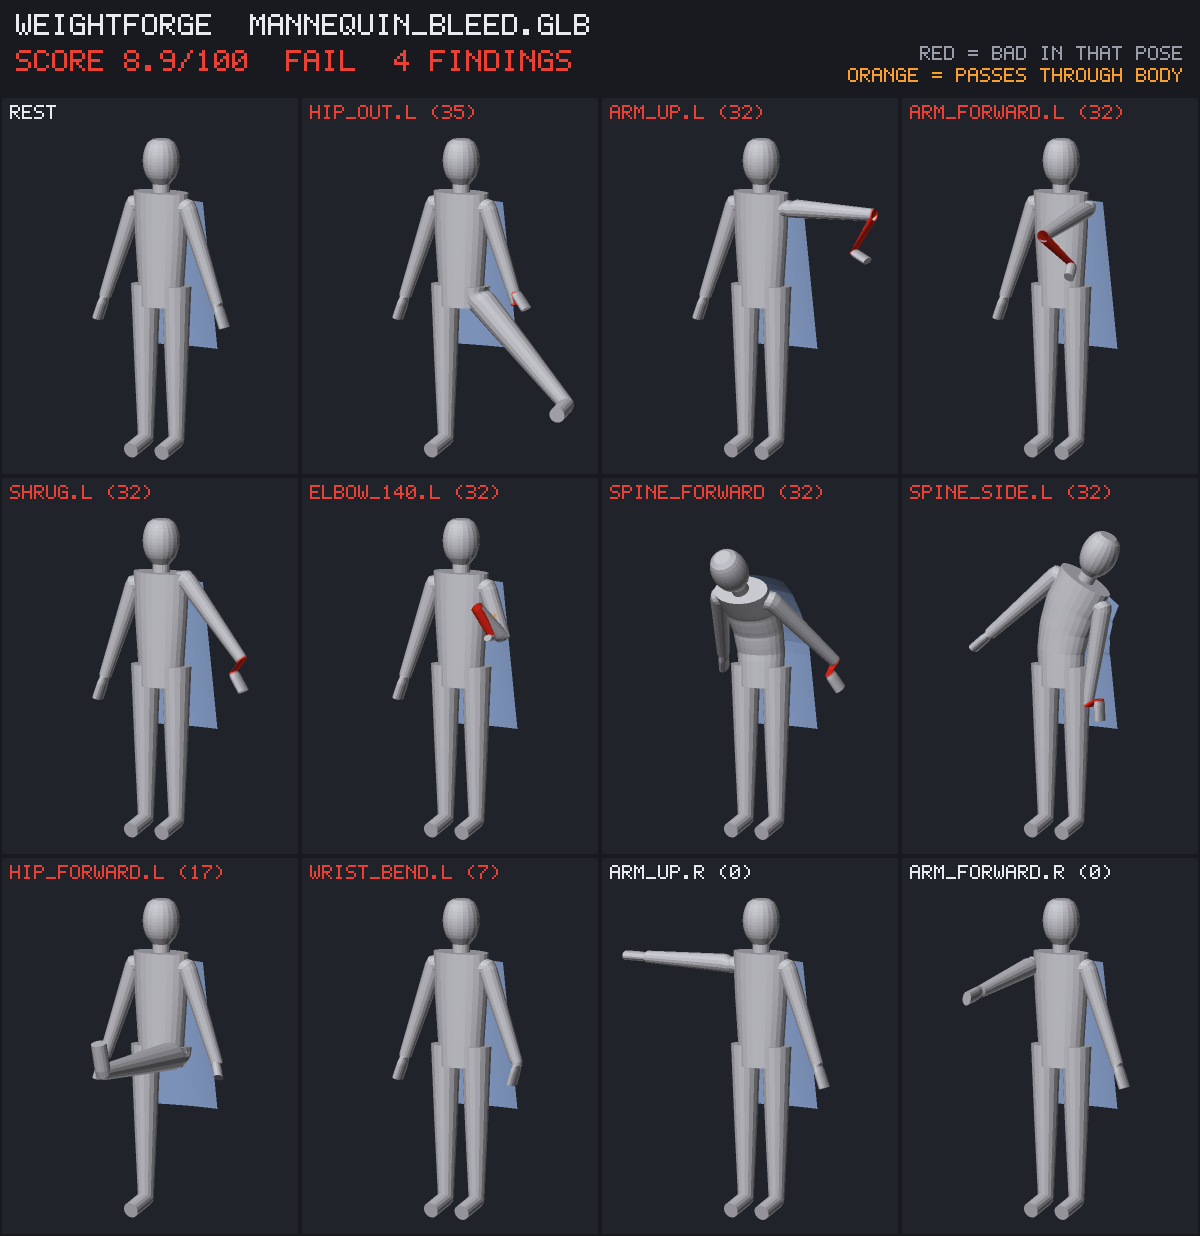 WEIGHTFORGE  MANNEQUIN_BLEED.GLB
SCORE 8.9/100  FAIL  4 FINDINGS
RED = BAD IN THAT POSE
ORANGE = PASSES THROUGH BODY
REST
HIP_OUT.L (35)
ARM_UP.L (32)
ARM_FORWARD.L (32)
SHRUG.L (32)
ELBOW_140.L (32)
SPINE_FORWARD (32)
SPINE_SIDE.L (32)
HIP_FORWARD.L (17)
WRIST_BEND.L (7)
ARM_UP.R (0)
ARM_FORWARD.R (0)